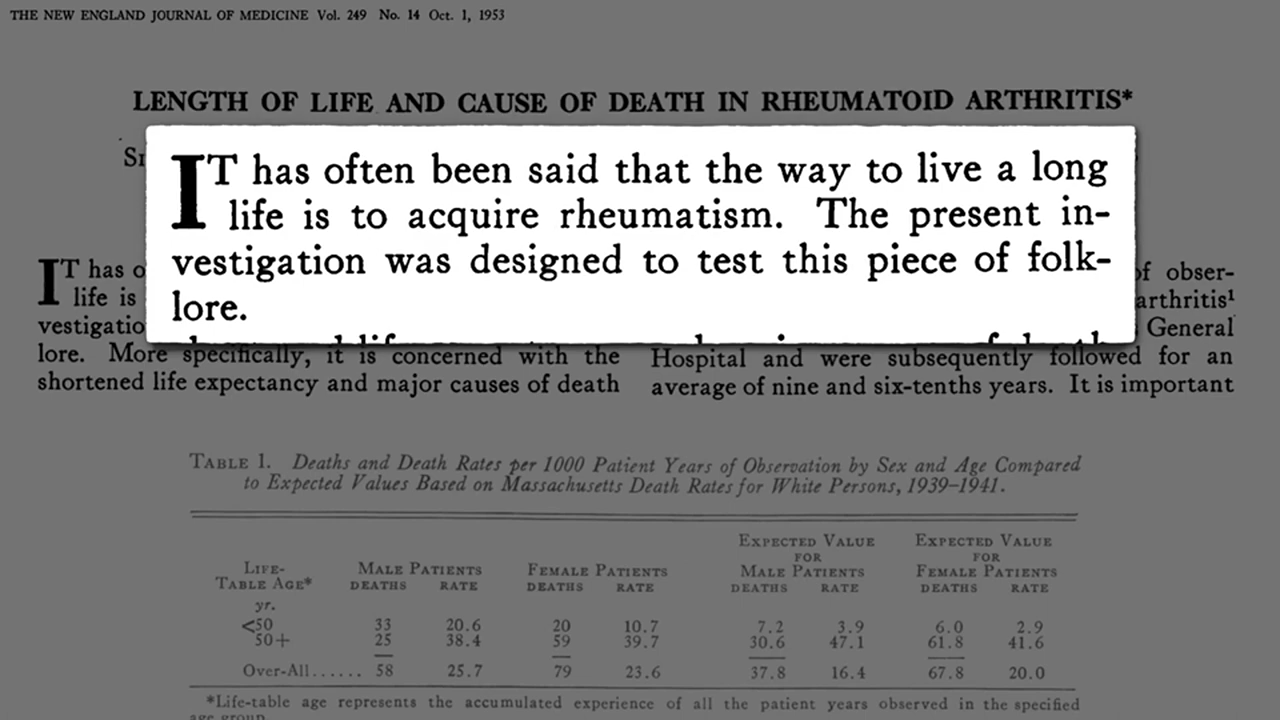 THE NEW ENGLAND JOURNAL OF MEDICINE Vol. 249 No. 14 Oct. 1, 1953
LENGTH OF LIFE AND CAUSE OF DEATH IN RHEUMATOID ARTHRITIS*
IT has often been said that the way to live a long
life is to acquire rheumatism. The present in-
vestigation was designed to test this piece of folk-
lore.
IT has o
life is
vestigatio
lore. More specifically, it is concerned with the
shortened life expectancy and major causes of death
of obser-
arthritis¹
General
Hospital and were subsequently followed for an
average of nine and six-tenths years. It is important
TABLE 1. Deaths and Death Rates per 1000 Patient Years of Observation by Sex and Age Compared
to Expected Values Based on Massachusetts Death Rates for White Persons, 1939–1941.
LIFE-TABLE AGE* MALE PATIENTS FEMALE PATIENTS EXPECTED VALUE FOR MALE PATIENTS EXPECTED VALUE FOR FEMALE PATIENTS
DEATHS RATE DEATHS RATE DEATHS RATE DEATHS RATE
yr.
<50 33 20.6 20 10.7 7.2 3.9 6.0 2.9
50+ 25 38.4 59 39.7 30.6 47.1 61.8 41.6
Over-All...... 58 25.7 79 23.6 37.8 16.4 67.8 20.0
*Life-table age represents the accumulated experience of all the patient years observed in the specified
age group.